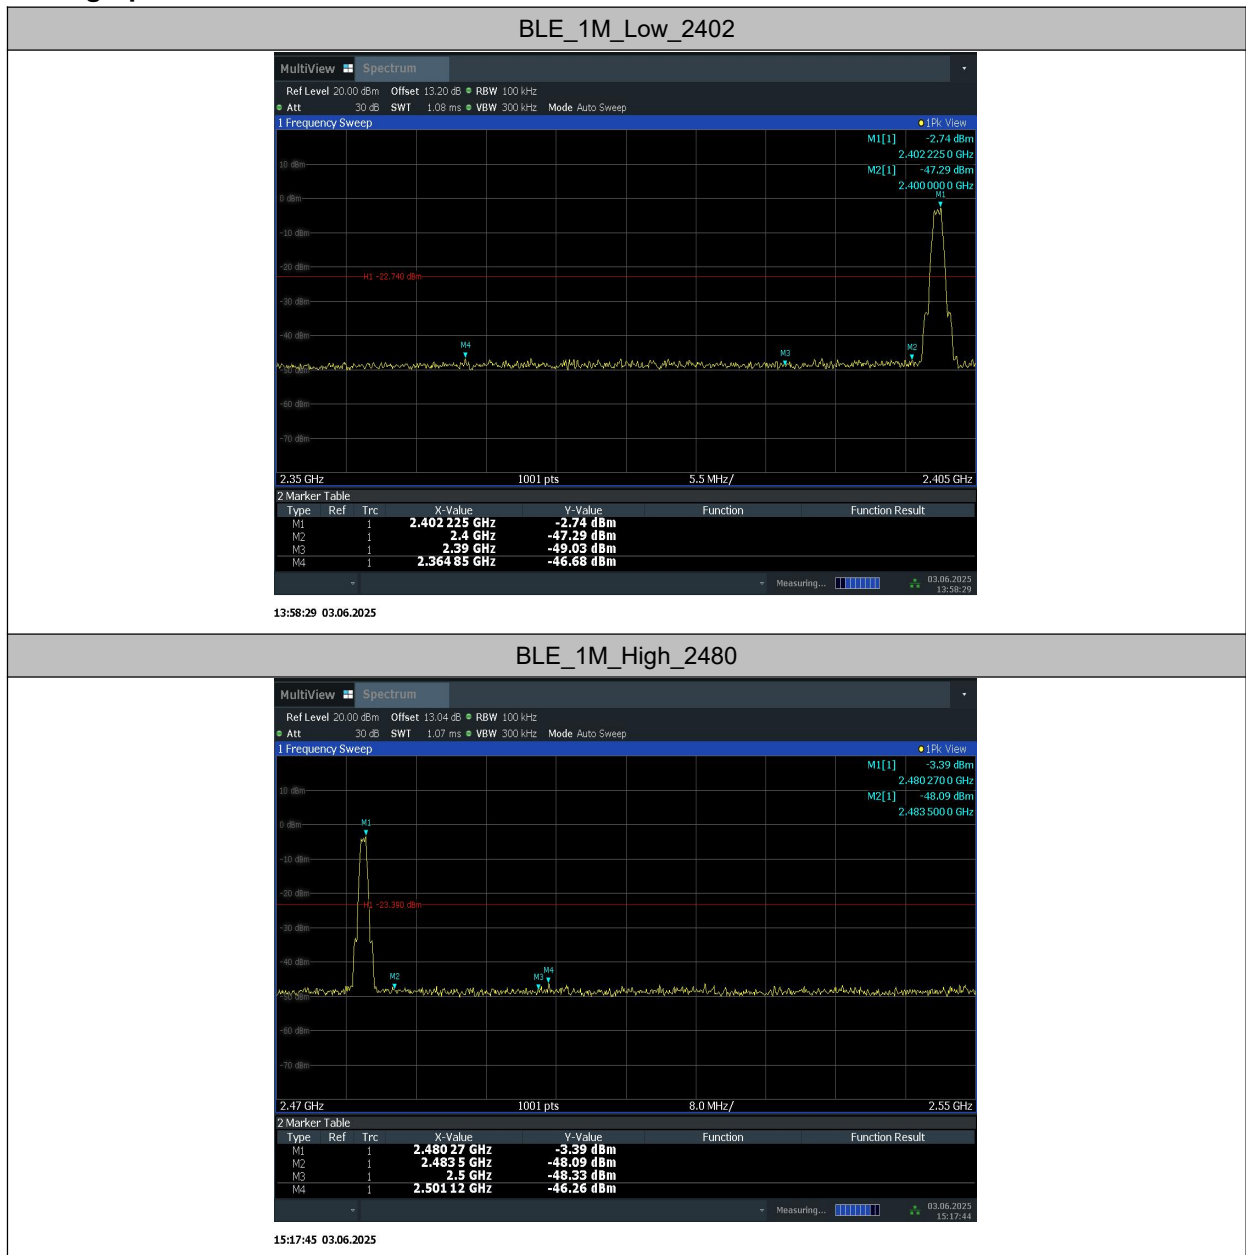 BLE_1M_Low_2402
MultiView Spectrum
Ref Level 20.00 dBm Offset 13.20 dB RBW 100 kHz
Att 30 dB SWT 1.08 ms VBW 300 kHz Mode Auto Sweep
1 Frequency Sweep 1Pk View
M1[1] -2.74 dBm
2.402 225 0 GHz
M2[1] -47.29 dBm
2.400 000 0 GHz
M1
10 dBm
0 dBm
-10 dBm
-20 dBm
H1 -22.740 dBm
-30 dBm
-40 dBm
M4
M3
M2
-50 dBm
-60 dBm
-70 dBm
2.35 GHz 1001 pts 5.5 MHz/ 2.405 GHz
2 Marker Table
Type Ref Trc X-Value Y-Value Function Function Result
M1 1 2.402 225 GHz -2.74 dBm
M2 1 2.4 GHz -47.29 dBm
M3 1 2.39 GHz -49.03 dBm
M4 1 2.364 85 GHz -46.68 dBm
Measuring... 03.06.2025
13:58:29
13:58:29 03.06.2025
BLE_1M_High_2480
MultiView Spectrum
Ref Level 20.00 dBm Offset 13.04 dB RBW 100 kHz
Att 30 dB SWT 1.07 ms VBW 300 kHz Mode Auto Sweep
1 Frequency Sweep 1Pk View
M1[1] -3.39 dBm
2.480 270 0 GHz
M2[1] -48.09 dBm
2.483 500 0 GHz
10 dBm
0 dBm
M1
-10 dBm
-20 dBm
H1 -23.390 dBm
-30 dBm
-40 dBm
M2
M3
M4
-50 dBm
-60 dBm
-70 dBm
2.47 GHz 1001 pts 8.0 MHz/ 2.55 GHz
2 Marker Table
Type Ref Trc X-Value Y-Value Function Function Result
M1 1 2.480 27 GHz -3.39 dBm
M2 1 2.483 5 GHz -48.09 dBm
M3 1 2.5 GHz -48.33 dBm
M4 1 2.501 12 GHz -46.26 dBm
Measuring... 03.06.2025
15:17:44
15:17:45 03.06.2025